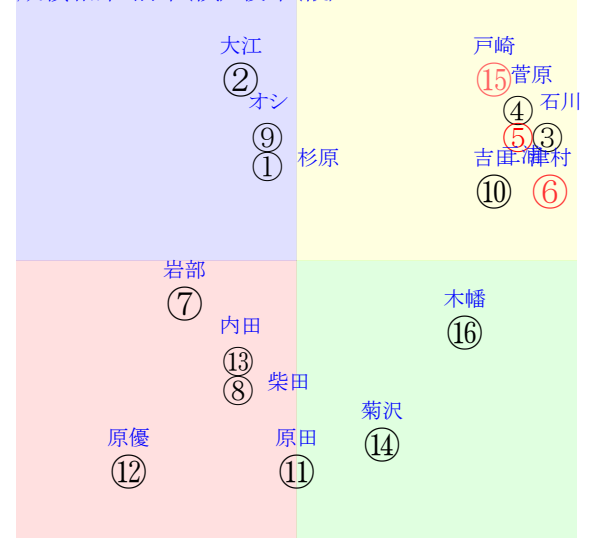 大江
戸崎
②
⑮
菅原
オシ
④
石川
⑨
⑤
③
①
杉原
吉田
三浦
津村
⑩
⑥
岩部
⑦
木幡
内田
⑯
⑬
⑧
柴田
菊沢
原優
原田
⑭
⑫
⑪